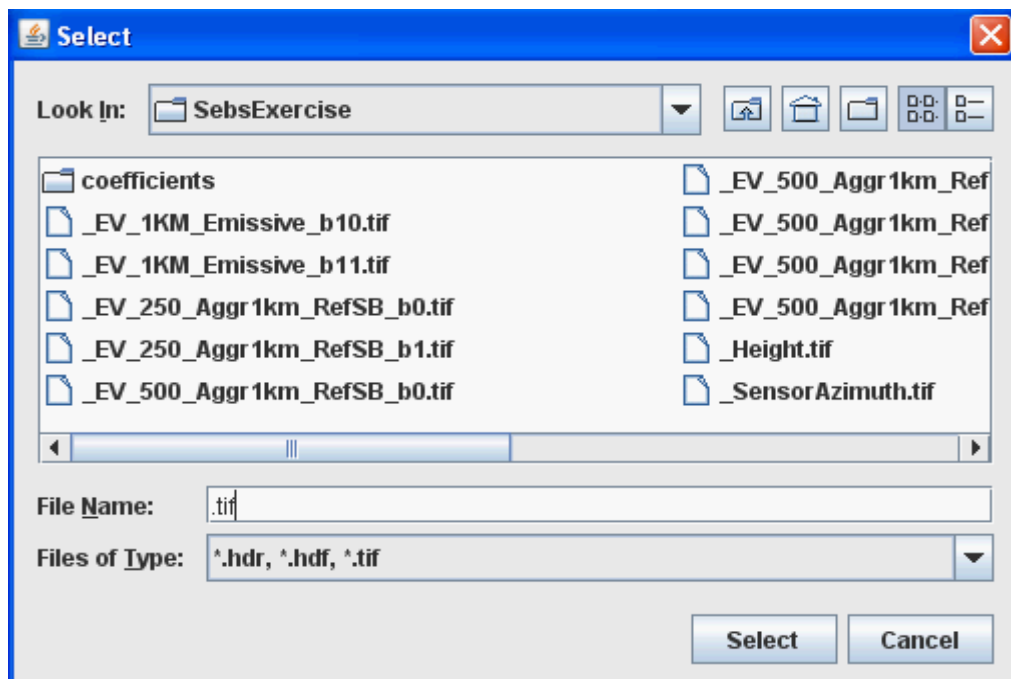 Select
Look In: SebsExercise
coefficients
_EV_1KM_Emissive_b10.tif
_EV_1KM_Emissive_b11.tif
_EV_250_Aggr1km_RefSB_b0.tif
_EV_250_Aggr1km_RefSB_b1.tif
_EV_500_Aggr1km_RefSB_b0.tif
_EV_500_Aggr1km_Ref
_EV_500_Aggr1km_Ref
_EV_500_Aggr1km_Ref
_EV_500_Aggr1km_Ref
_Height.tif
_SensorAzimuth.tif
File Name: .tif
Files of Type: *.hdr, *.hdf, *.tif
Select Cancel